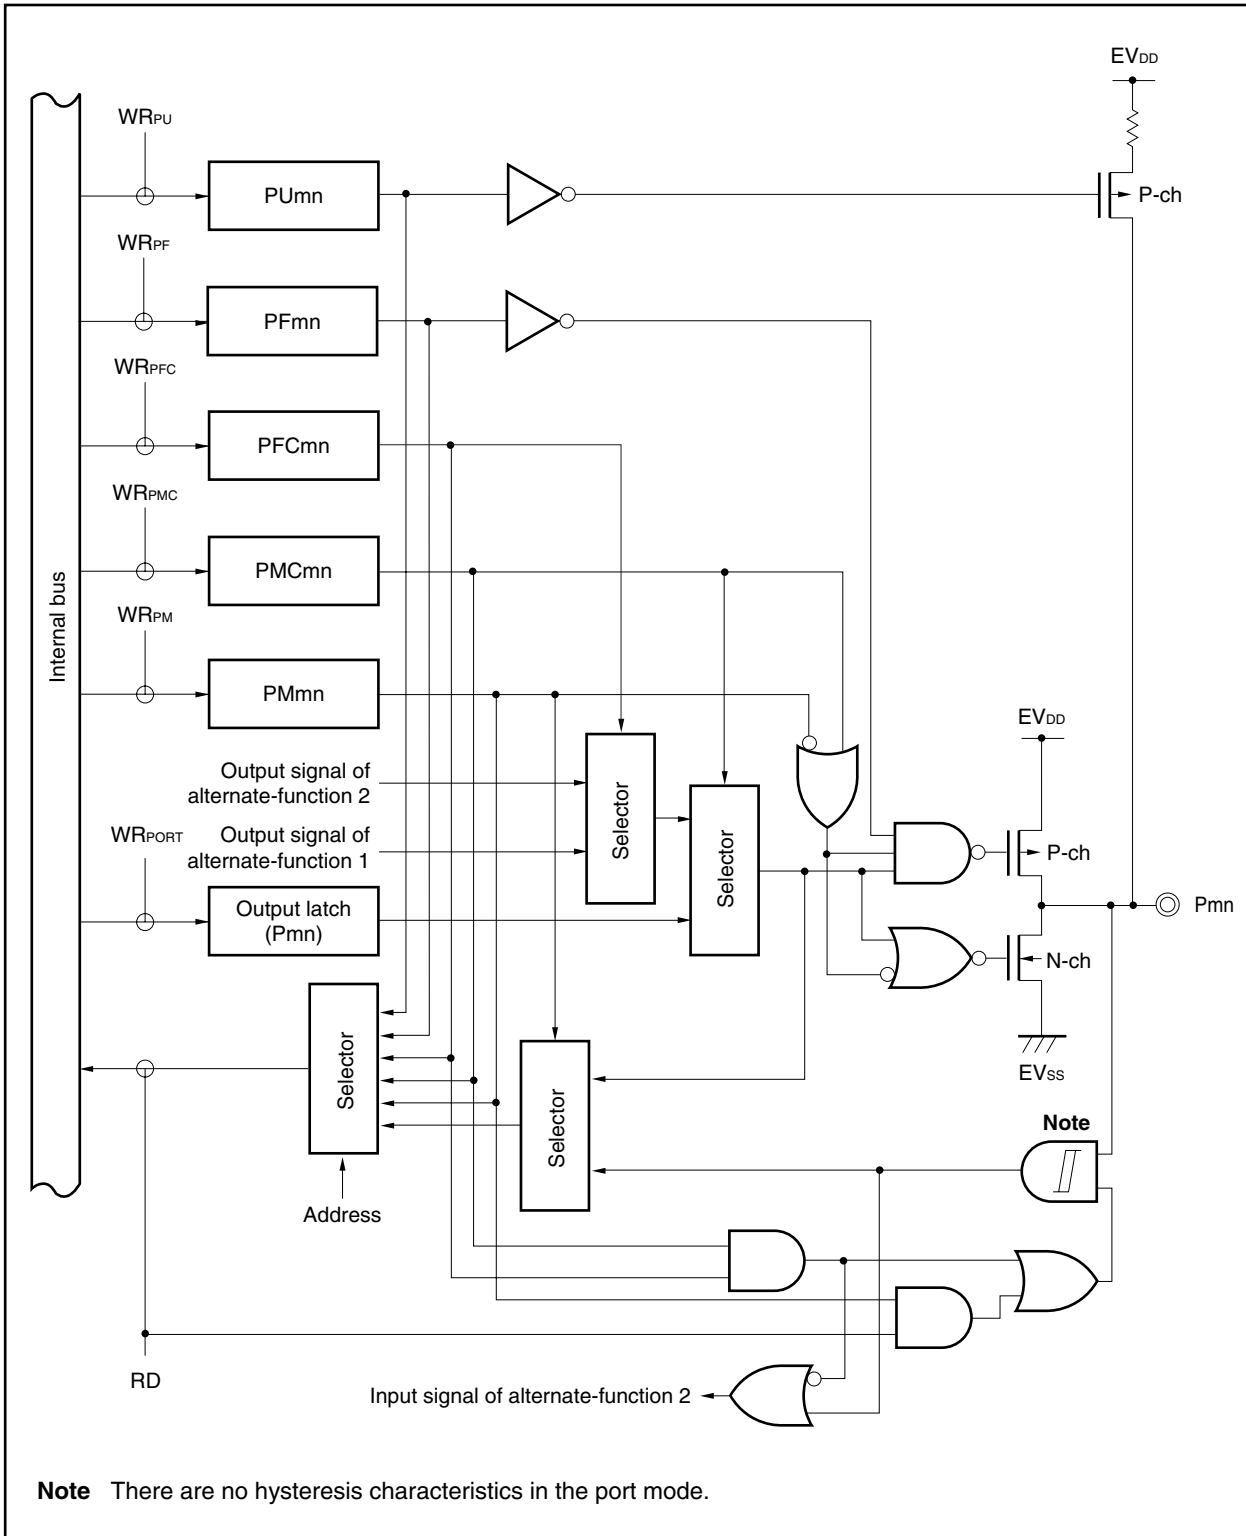 EVDD
WRPU
PUmn
P-ch
WRPF
PFmn
WRPFC
PFCmn
WRPMC
PMCmn
Internal bus
WRPM
PMmn
EVDD
Output signal of
alternate-function 2
Selector
Selector
WRPORT
Output signal of
alternate-function 1
P-ch
Output latch
(Pmn)
Pmn
N-ch
Selector
Selector
EVSS
Note
Address
RD
Input signal of alternate-function 2
Note There are no hysteresis characteristics in the port mode.